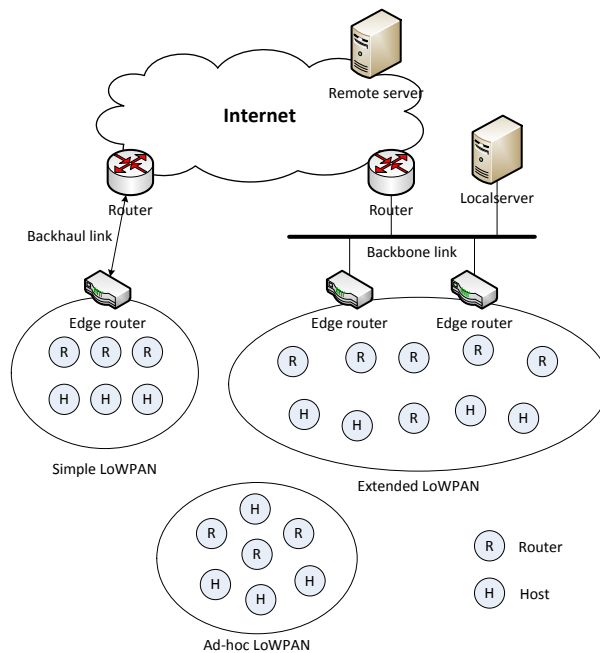 Remote server
Internet
Router
Router
Localserver
Backhaul link
Backbone link
Edge router
Edge router
Edge router
R R R
H H H
R R R R R
H H R H H
Simple LoWPAN
Extended LoWPAN
H
R R
R
H H
H
R Router
H Host
Ad-hoc LoWPAN